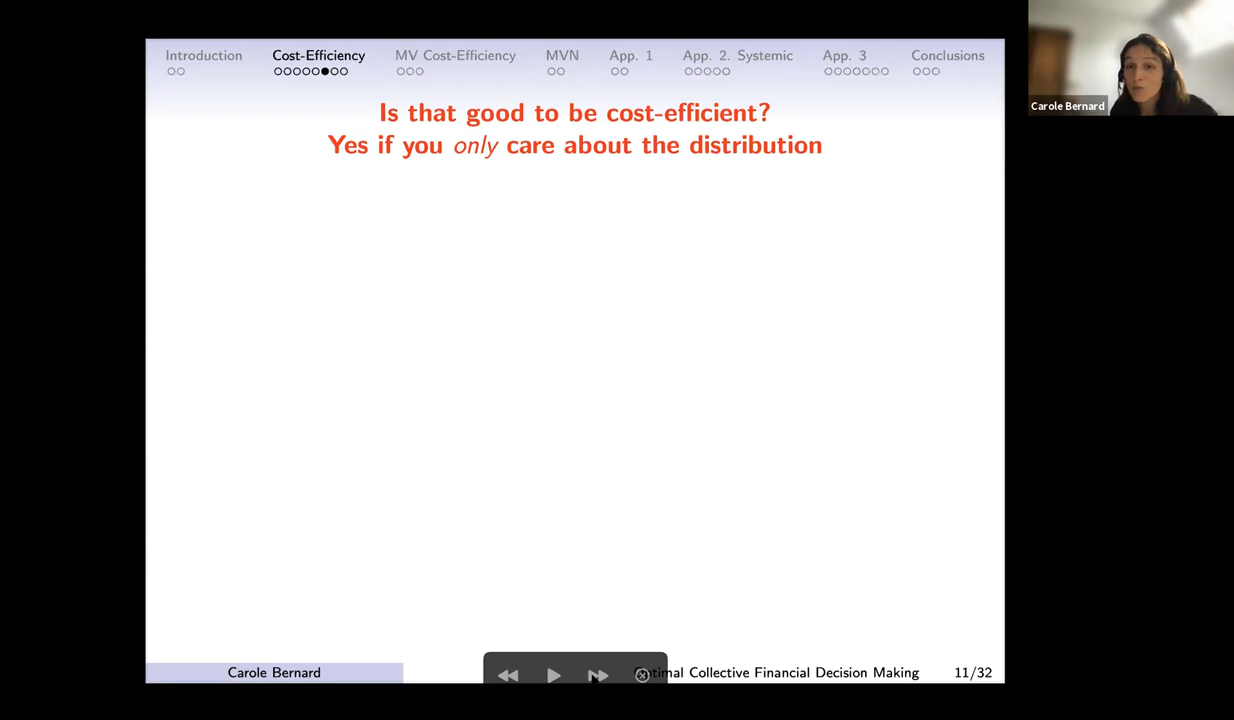 Introduction Cost-Efficiency MV Cost-Efficiency MVN App. 1 App. 2. Systemic App. 3 Conclusions
Is that good to be cost-efficient?
Yes if you only care about the distribution
Carole Bernard
Carole Bernard
Collective Financial Decision Making
11/32